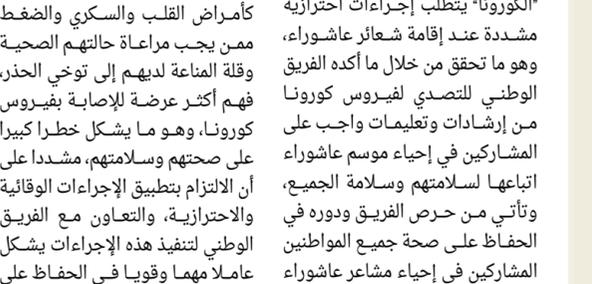 "الكورونا" يتطلب إجراءات احترازية
مشددة عند إقامة شعائر عاشوراء،
وهو ما تحقق من خلال ما أكده الفريق
الوطني للتصدي لفيروس كورونا
من إرشادات وتعليمات واجب على
المشاركين في إحياء موسم عاشوراء
اتباعها لسلامتهم وسلامة الجميع،
وتأتي من حرص الفريق ودوره في
الحفاظ على صحة جميع المواطنين
المشاركين في إحياء مشاعر عاشوراء
كأمراض القلب والسكري والضغط
ممن يجب مراعاة حالتهم الصحية
وقلة المناعة لديهم إلى توخي الحذر،
فهم أكثر عرضة للإصابة بفيروس
كورونا، وهو ما يشكل خطرا كبيرا
على صحتهم وسلامتهم، مشددا على
أن الالتزام بتطبيق الإجراءات الوقائية
والاحترازية، والتعاون مع الفريق
الوطني لتنفيذ هذه الإجراءات يشكل
عاملا مهما وقويا في الحفاظ على